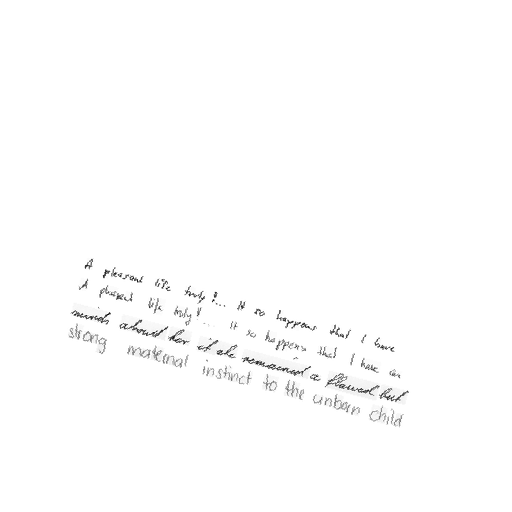 A pleasant life truly!... It so happens that I have
A pleasant life truly!... It so happens that I have an
minds about her if she remained a flawed but
strong maternal instinct to the unborn child